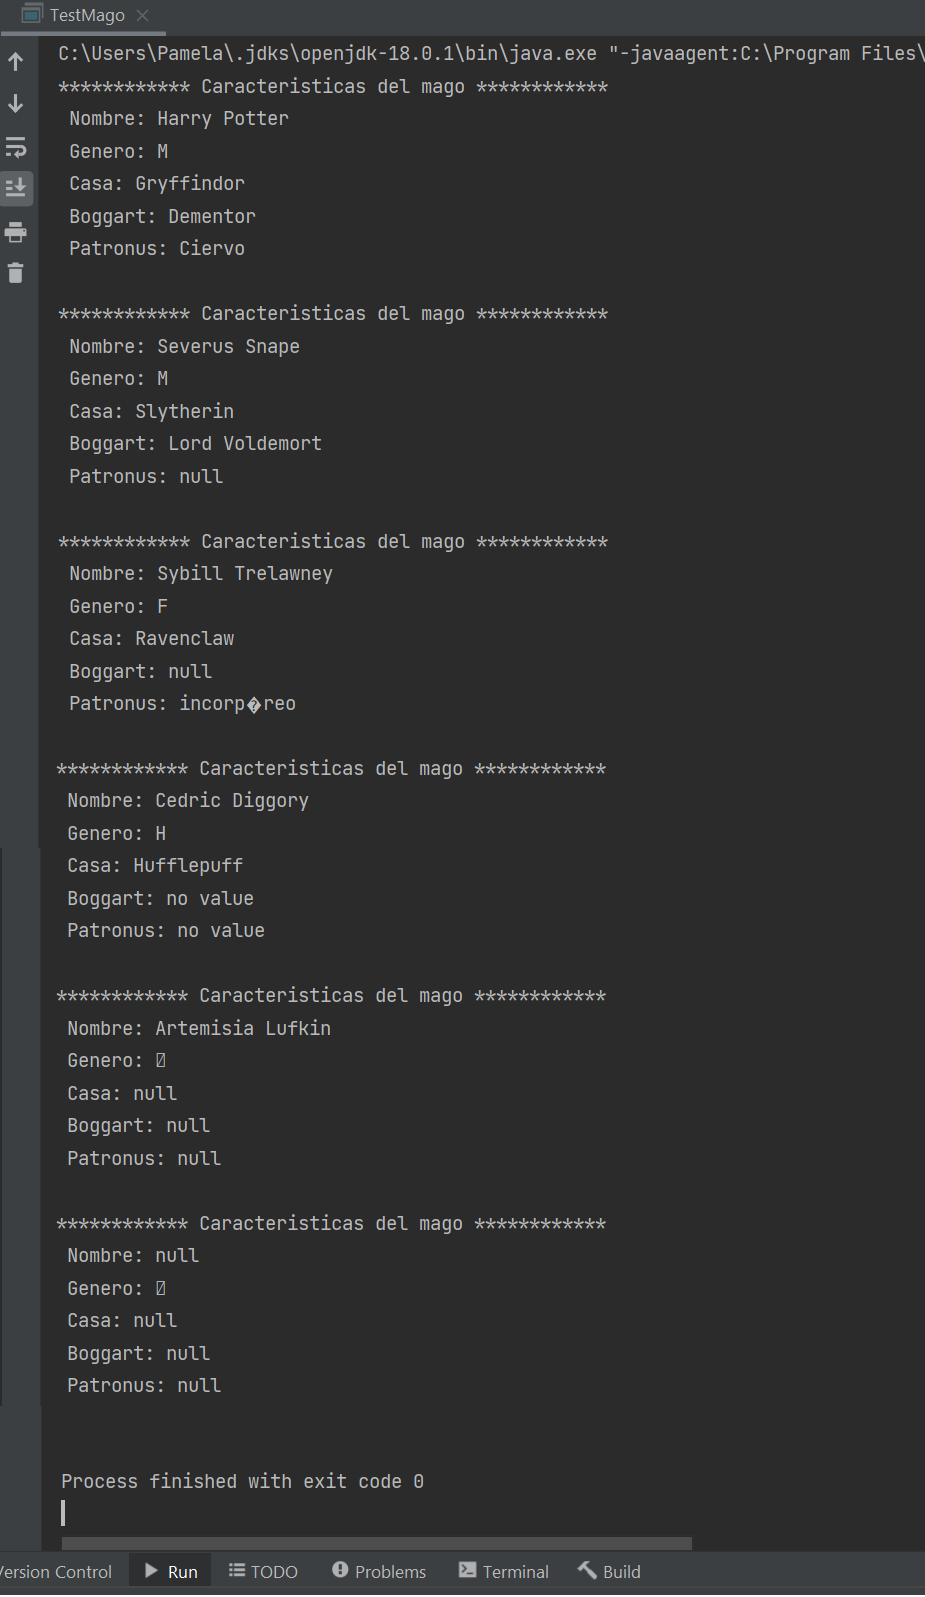 TestMago
C:\Users\Pamela\.jdks\openjdk-18.0.1\bin\java.exe "-javaagent:C:\Program Files\
************ Caracteristicas del mago ************
Nombre: Harry Potter
Genero: M
Casa: Gryffindor
Boggart: Dementor
Patronus: Ciervo
************ Caracteristicas del mago ************
Nombre: Severus Snape
Genero: M
Casa: Slytherin
Boggart: Lord Voldemort
Patronus: null
************ Caracteristicas del mago ************
Nombre: Sybill Trelawney
Genero: F
Casa: Ravenclaw
Boggart: null
Patronus: incorp�reo
************ Caracteristicas del mago ************
Nombre: Cedric Diggory
Genero: H
Casa: Hufflepuff
Boggart: no value
Patronus: no value
************ Caracteristicas del mago ************
Nombre: Artemisia Lufkin
Genero: 
Casa: null
Boggart: null
Patronus: null
************ Caracteristicas del mago ************
Nombre: null
Genero: 
Casa: null
Boggart: null
Patronus: null
Process finished with exit code 0
ersion Control Run TODO Problems Terminal Build